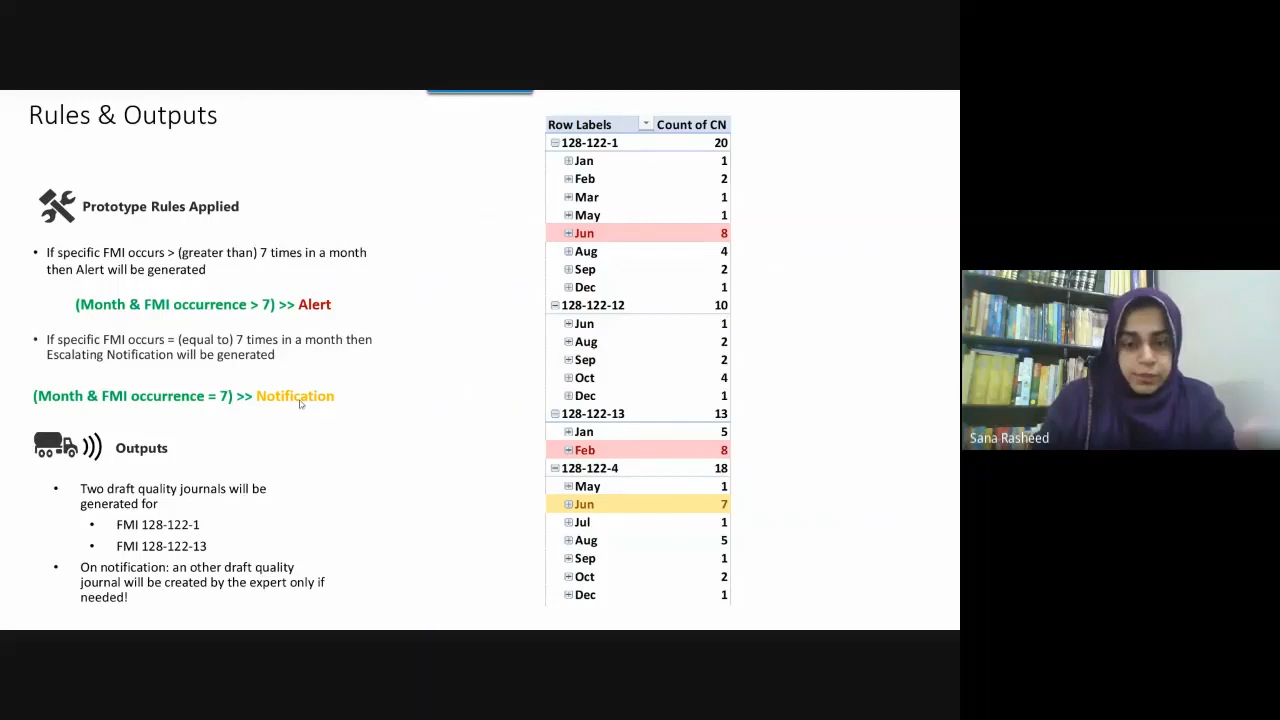 Rules & Outputs
Prototype Rules Applied
• If specific FMI occurs > (greater than) 7 times in a month
then Alert will be generated
(Month & FMI occurrence > 7) >> Alert
• If specific FMI occurs = (equal to) 7 times in a month then
Escalating Notification will be generated
(Month & FMI occurrence = 7) >> Notification
Outputs
• Two draft quality journals will be
generated for
• FMI 128-122-1
• FMI 128-122-13
• On notification: an other draft quality
journal will be created by the expert only if
needed!
Row Labels Count of CN
128-122-1 20
Jan 1
Feb 2
Mar 1
May 1
Jun 8
Aug 4
Sep 2
Dec 1
128-122-12 10
Jun 1
Aug 2
Sep 2
Oct 4
Dec 1
128-122-13 13
Jan 5
Feb 8
128-122-4 18
May 1
Jun 7
Jul 1
Aug 5
Sep 1
Oct 2
Dec 1
Sana Rasheed